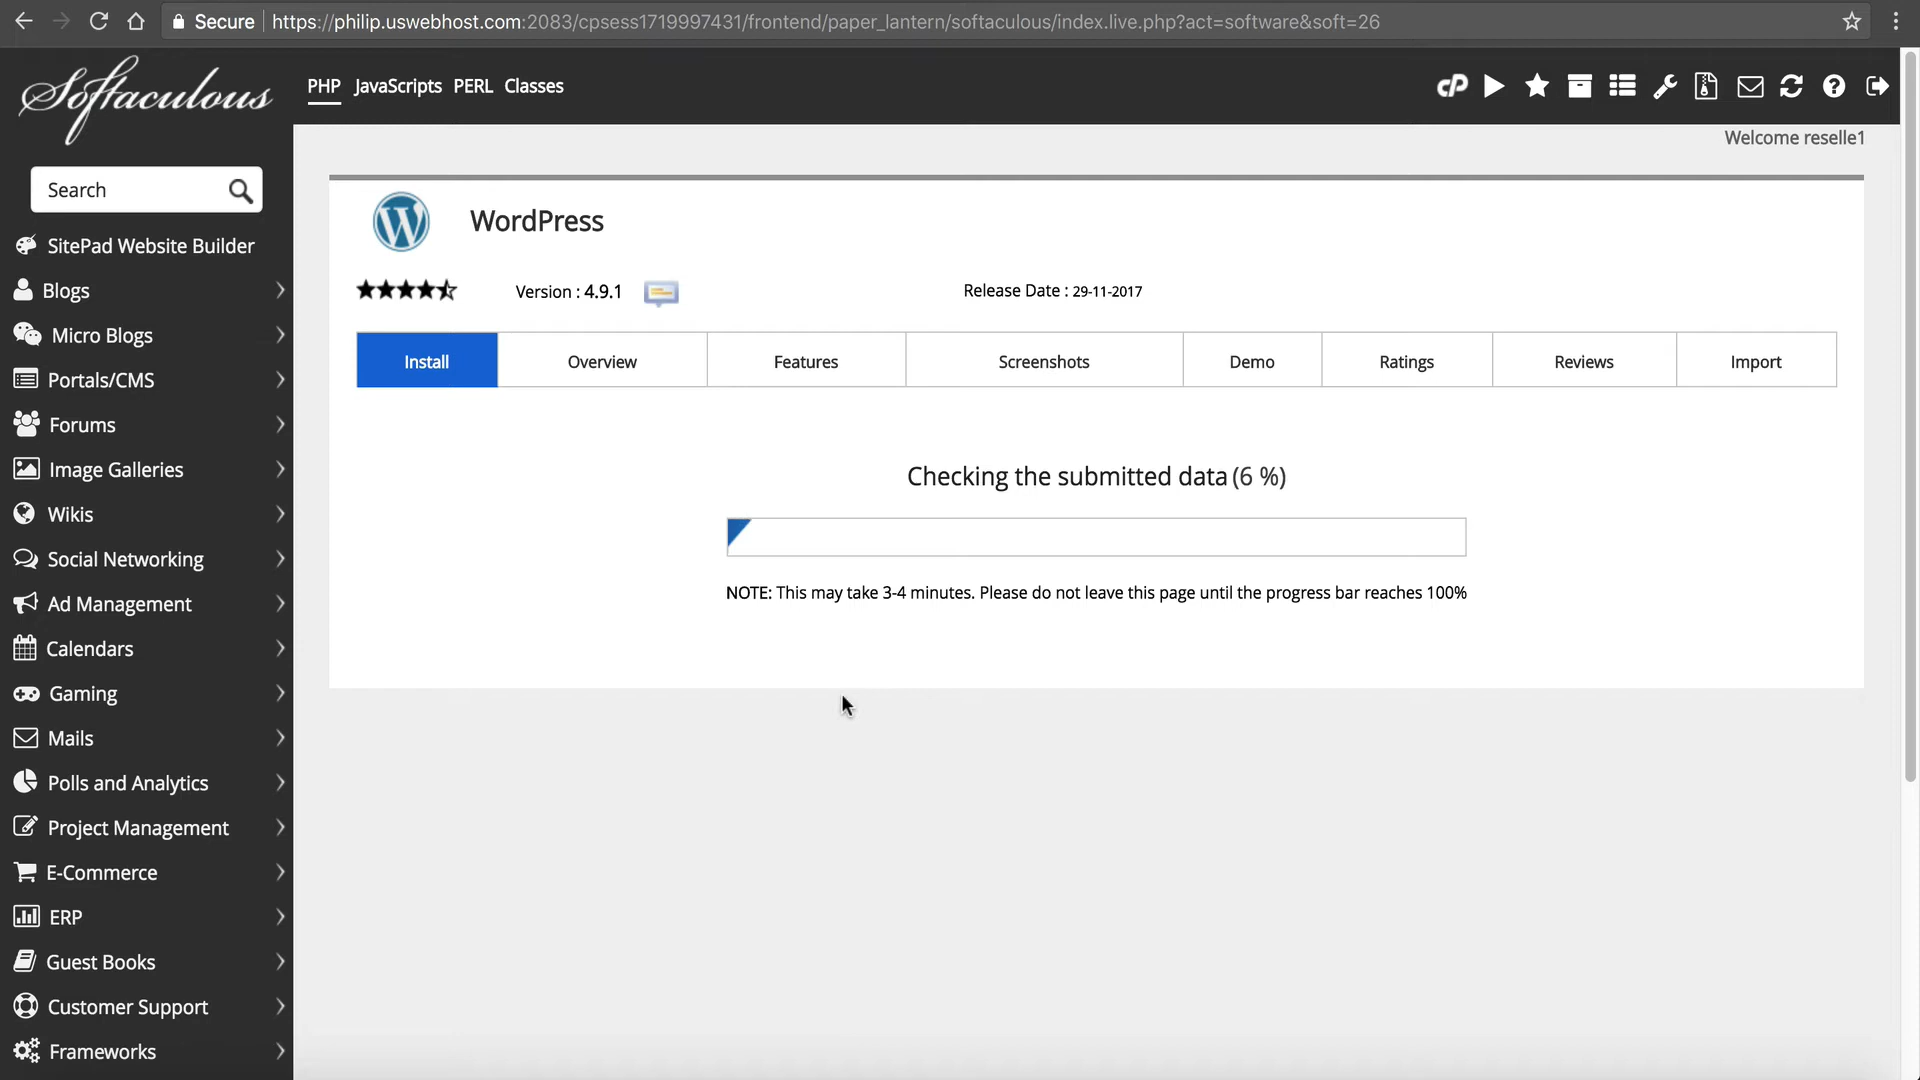 Secure https://philip.uswebhost.com:2083/cpsess1719997431/frontend/paper_lantern/softaculous/index.live.php?act=software&soft=26
Softaculous
PHP JavaScripts PERL Classes
cP
Welcome reselle1
Search
WordPress
Version : 4.9.1
Release Date : 29-11-2017
Install Overview Features Screenshots Demo Ratings Reviews Import
Checking the submitted data (6 %)
NOTE: This may take 3-4 minutes. Please do not leave this page until the progress bar reaches 100%
SitePad Website Builder
Blogs
Micro Blogs
Portals/CMS
Forums
Image Galleries
Wikis
Social Networking
Ad Management
Calendars
Gaming
Mails
Polls and Analytics
Project Management
E-Commerce
ERP
Guest Books
Customer Support
Frameworks